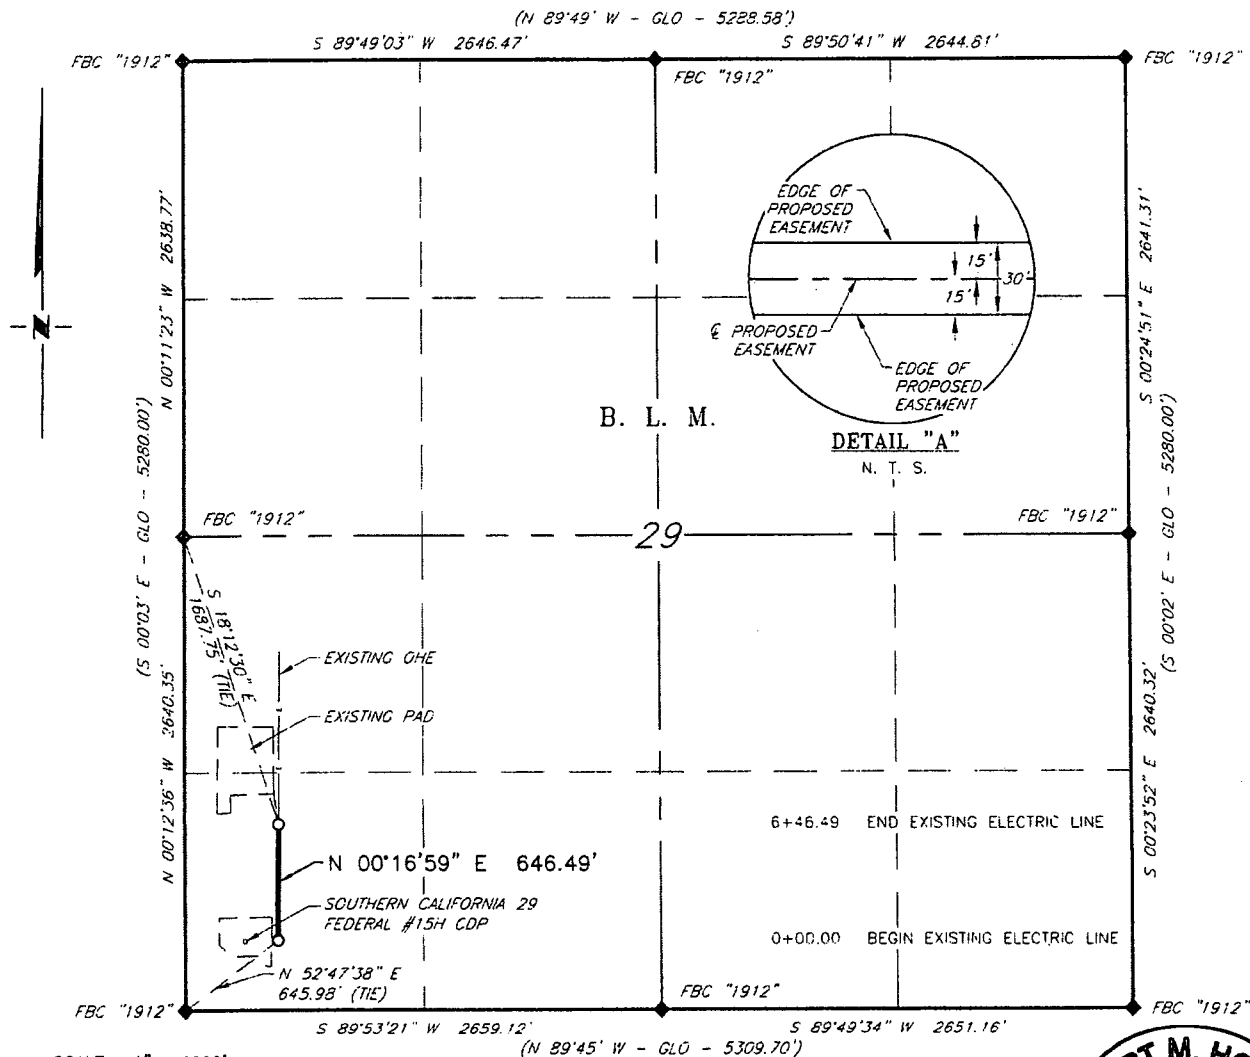 (N 89°49' W - GLO - 5288.58')
S 89°49'03" W 2646.47'
S 89°50'41" W 2644.61'
FBC "1912"
FBC "1912"
FBC "1912"
N 00°11'23" W 2638.77'
S 00°24'51" E 2641.31'
EDGE OF
PROPOSED
EASEMENT
15'
30'
15'
℄ PROPOSED
EASEMENT
EDGE OF
PROPOSED
EASEMENT
DETAIL "A"
N. T. S.
B. L. M.
N
(S 00°03' E - GLO - 5280.00')
(S 00°02' E - GLO - 5280.00')
FBC "1912"
29
FBC "1912"
S 18°12'30" E
1687.75' (TIE)
EXISTING OHE
EXISTING PAD
N 00°12'36" W 2640.35'
S 00°23'52" E 2640.32'
6+46.49 END EXISTING ELECTRIC LINE
N 00°16'59" E 646.49'
SOUTHERN CALIFORNIA 29
FEDERAL #15H CDP
0+00.00 BEGIN EXISTING ELECTRIC LINE
N 52°47'38" E
645.98' (TIE)
FBC "1912"
FBC "1912"
FBC "1912"
S 89°53'21" W 2659.12'
S 89°49'34" W 2651.16'
(N 89°45' W - GLO - 5309.70')
M.